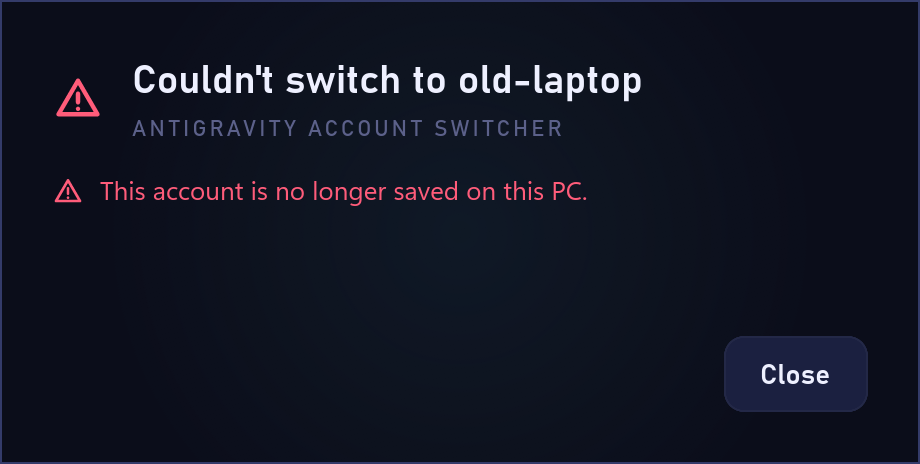 Couldn't switch to old-laptop
ANTIGRAVITY ACCOUNT SWITCHER
This account is no longer saved on this PC.
Close